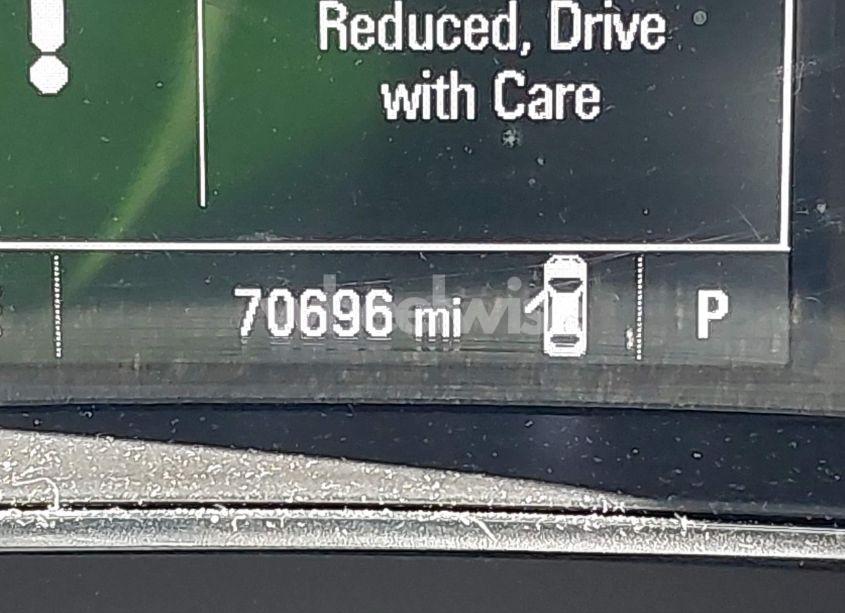 Reduced, Drive
with Care
70696 mi
P